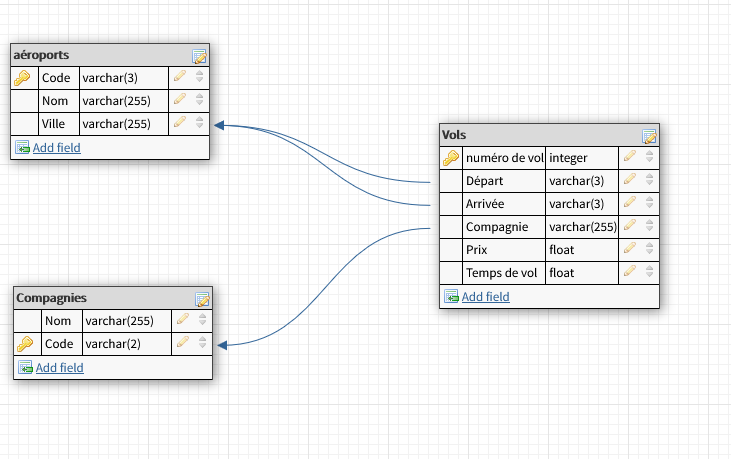 aéroports
Code varchar(3)
Nom varchar(255)
Ville varchar(255)
Add field
Vols
numéro de vol integer
Départ varchar(3)
Arrivée varchar(3)
Compagnie varchar(255)
Prix float
Temps de vol float
Add field
Compagnies
Nom varchar(255)
Code varchar(2)
Add field